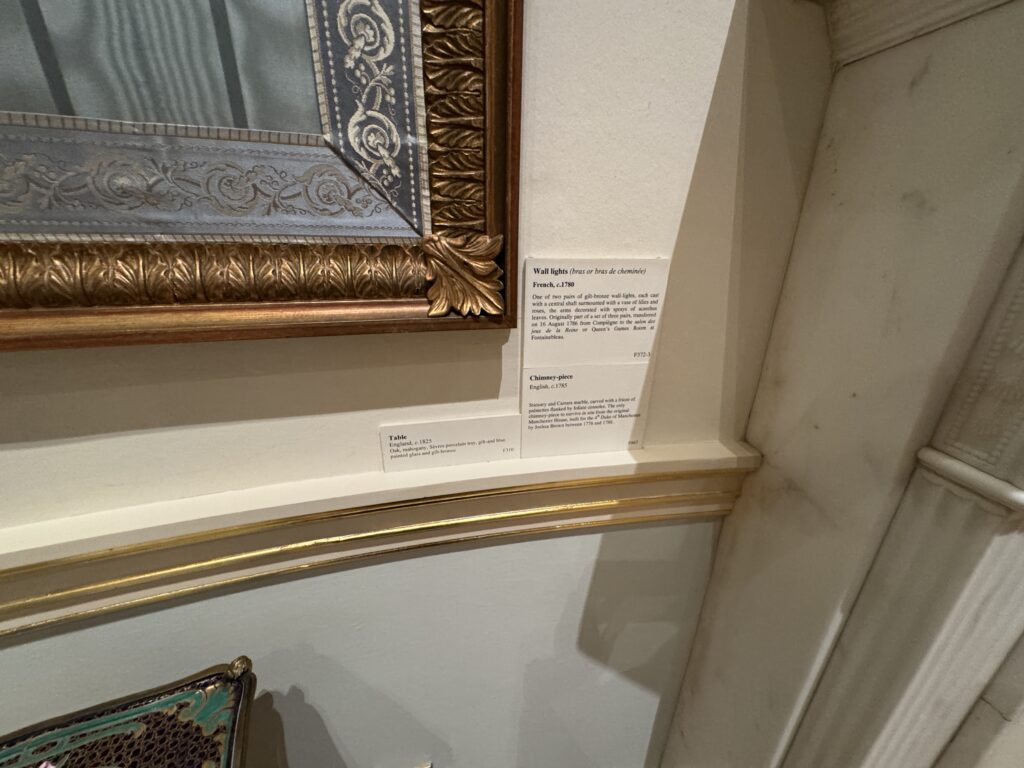 Wall lights (bras or bras de cheminée)
French, c.1780
One of two pairs of gilt-bronze wall-lights, each cast
with a central shaft surmounted with a vase of lilies and
roses, the arms decorated with sprays of acanthus
leaves. Originally part of a set of three pairs, transferred
on 16 August 1786 from Compiègne to the salon des
jeux de la Reine or Queen's Games Room at
Fontainebleau.
F372-3
Chimney-piece
English, c.1785
Statuary and Carrara marble, carved with a frieze of
palmettes flanked by foliate consoles. The only
chimney-piece to survive in situ from the original
Manchester House, built for the 4th Duke of Manchester
by Joshua Brown between 1776 and 1788.
Table
England, c.1825
Oak, mahogany, Sèvres porcelain tray, gilt-and blue
painted glass and gilt-bronze